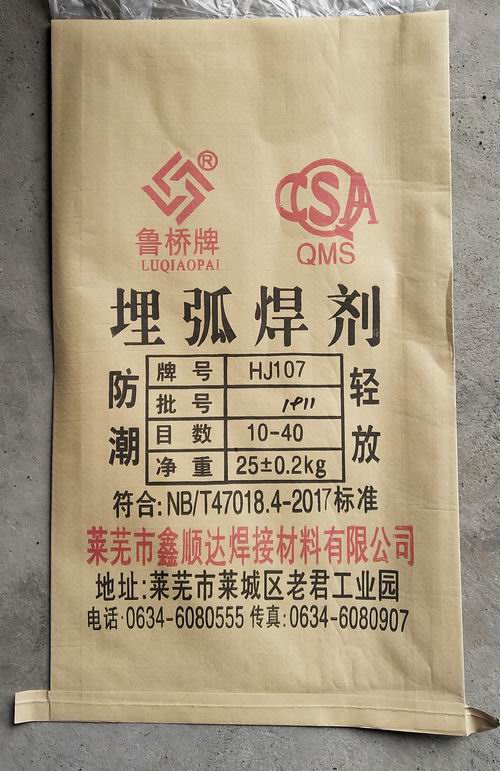 ®
鲁桥牌
LUQIAOPAI
CQSA
QMS
埋弧焊剂
防潮
轻放
牌号 HJ107
批号 1911
目数 10-40
净重 25±0.2kg
符合:NB/T47018.4-2017标准
莱芜市鑫顺达焊接材料有限公司
地址:莱芜市莱城区老君工业园
电话:0634-6080555 传真:0634-6080907